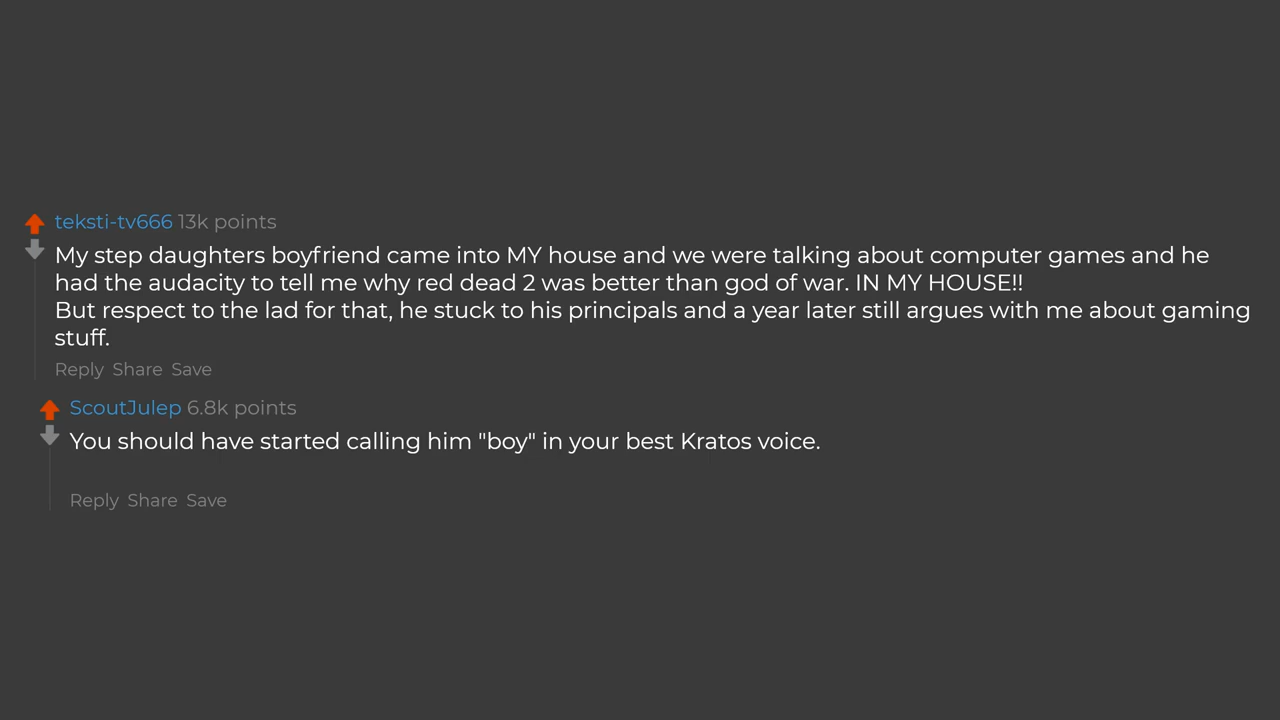 teksti-tv666 13k points
My step daughters boyfriend came into MY house and we were talking about computer games and he
had the audacity to tell me why red dead 2 was better than god of war. IN MY HOUSE!!
But respect to the lad for that, he stuck to his principals and a year later still argues with me about gaming
stuff.
Reply Share Save
ScoutJulep 6.8k points
You should have started calling him "boy" in your best Kratos voice.
Reply Share Save